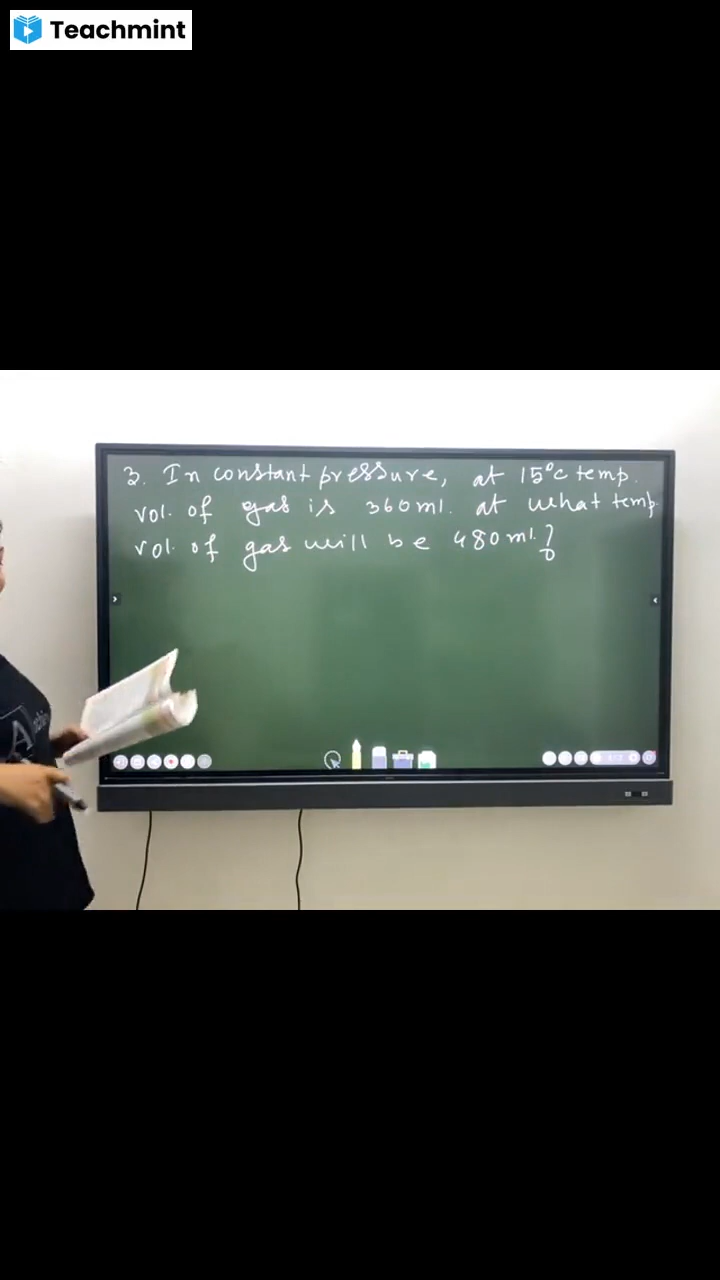 Teachmint
3. In constant pressure, at 15°C temp.
vol. of gas is 360ml. at what temp.
vol. of gas will be 480ml.?